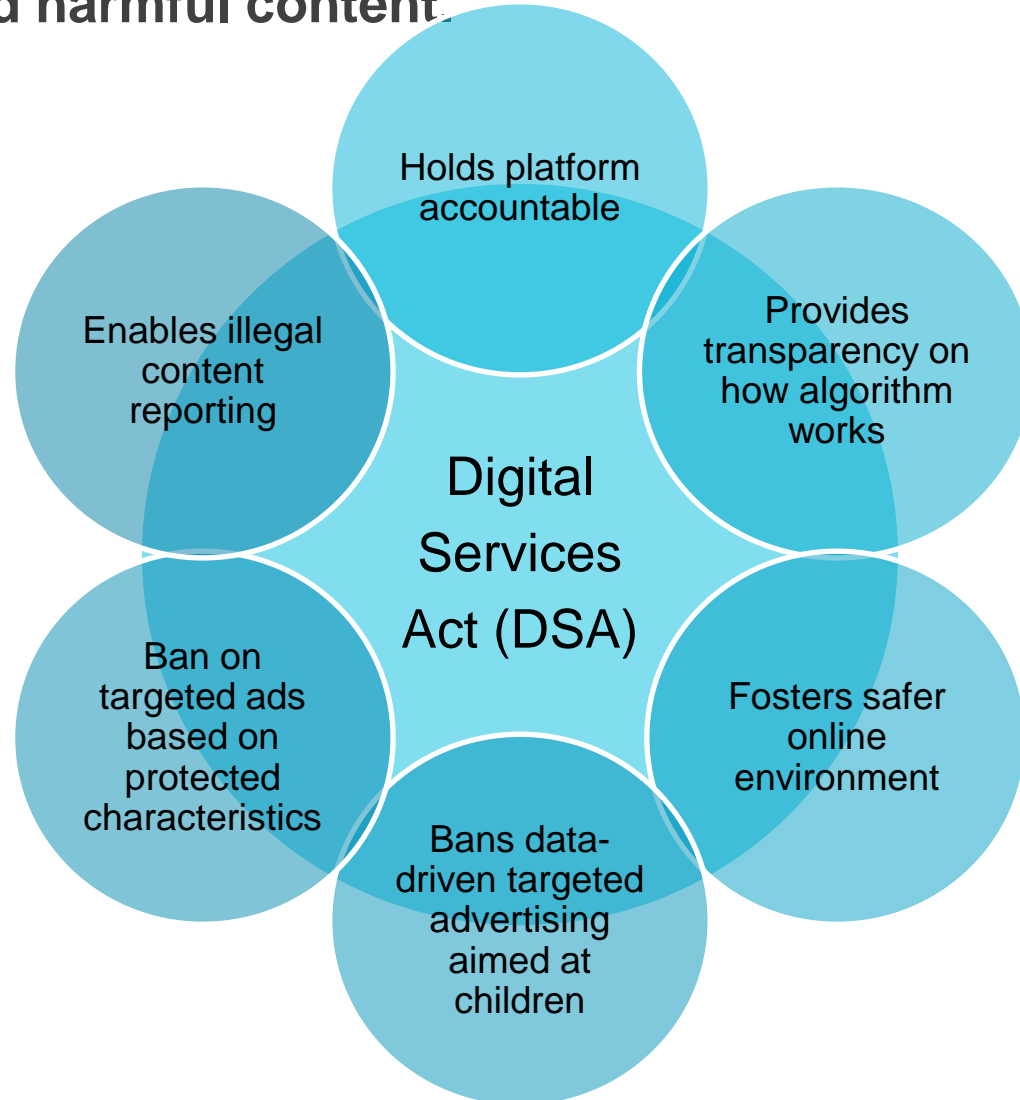 harmful content.
Holds platform
accountable
Provides
transparency on
how algorithm
works
Fosters safer
online
environment
Bans data-
driven targeted
advertising
aimed at
children
Ban on
targeted ads
based on
protected
characteristics
Enables illegal
content
reporting
Digital
Services
Act (DSA)